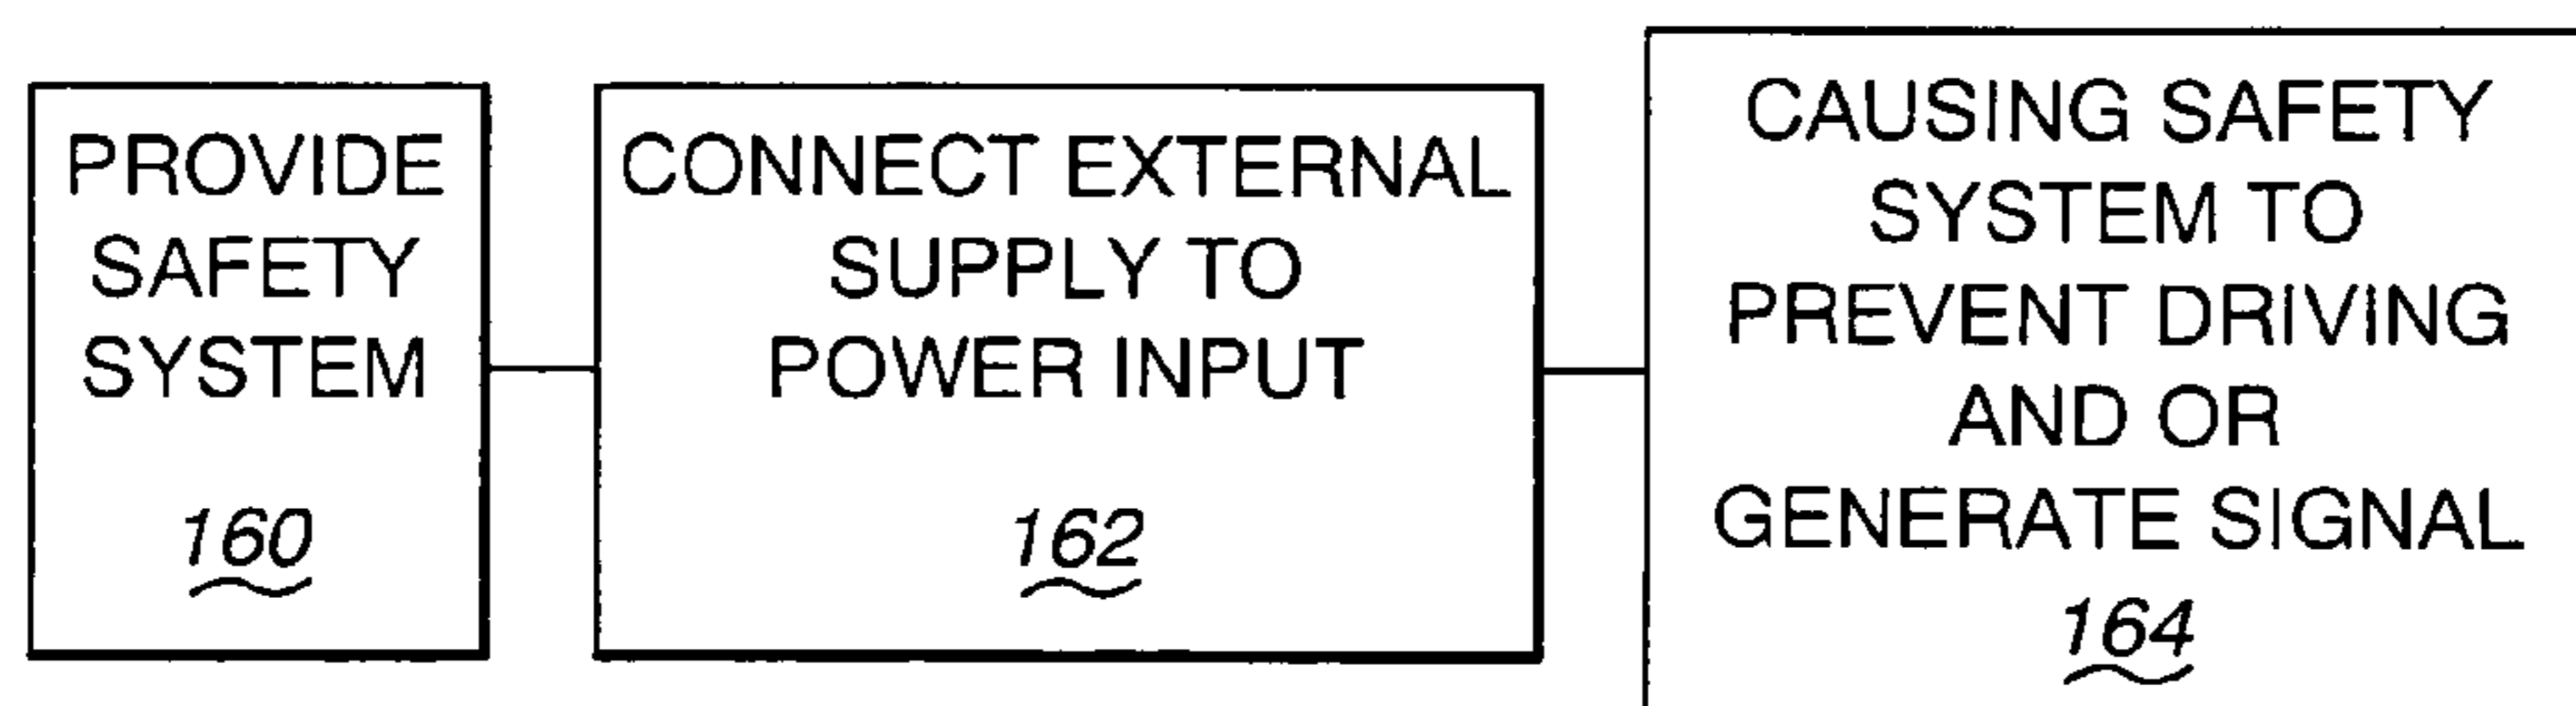 PROVIDE
SAFETY
SYSTEM
160
CONNECT EXTERNAL
SUPPLY TO
POWER INPUT
162
CAUSING SAFETY
SYSTEM TO
PREVENT DRIVING
AND OR
GENERATE SIGNAL
164